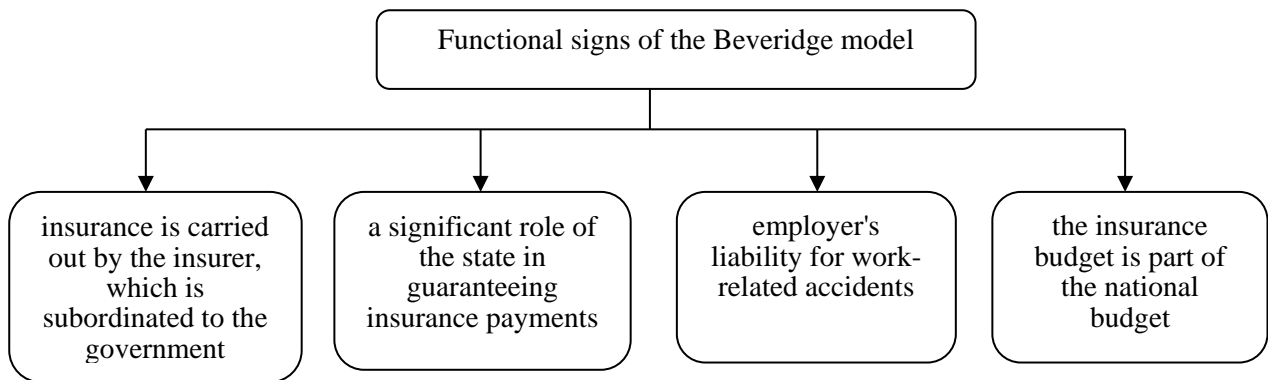 Functional signs of the Beveridge model
insurance is carried
out by the insurer,
which is
subordinated to the
government
a significant role of
the state in
guaranteeing
insurance payments
employer's
liability for work-
related accidents
the insurance
budget is part of
the national
budget